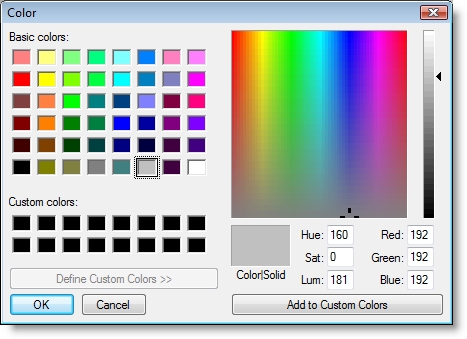 Color
Basic colors:
Custom colors:
Define Custom Colors >>
OK Cancel
Color|Solid
Hue: 160 Red: 192
Sat: 0 Green: 192
Lum: 181 Blue: 192
Add to Custom Colors